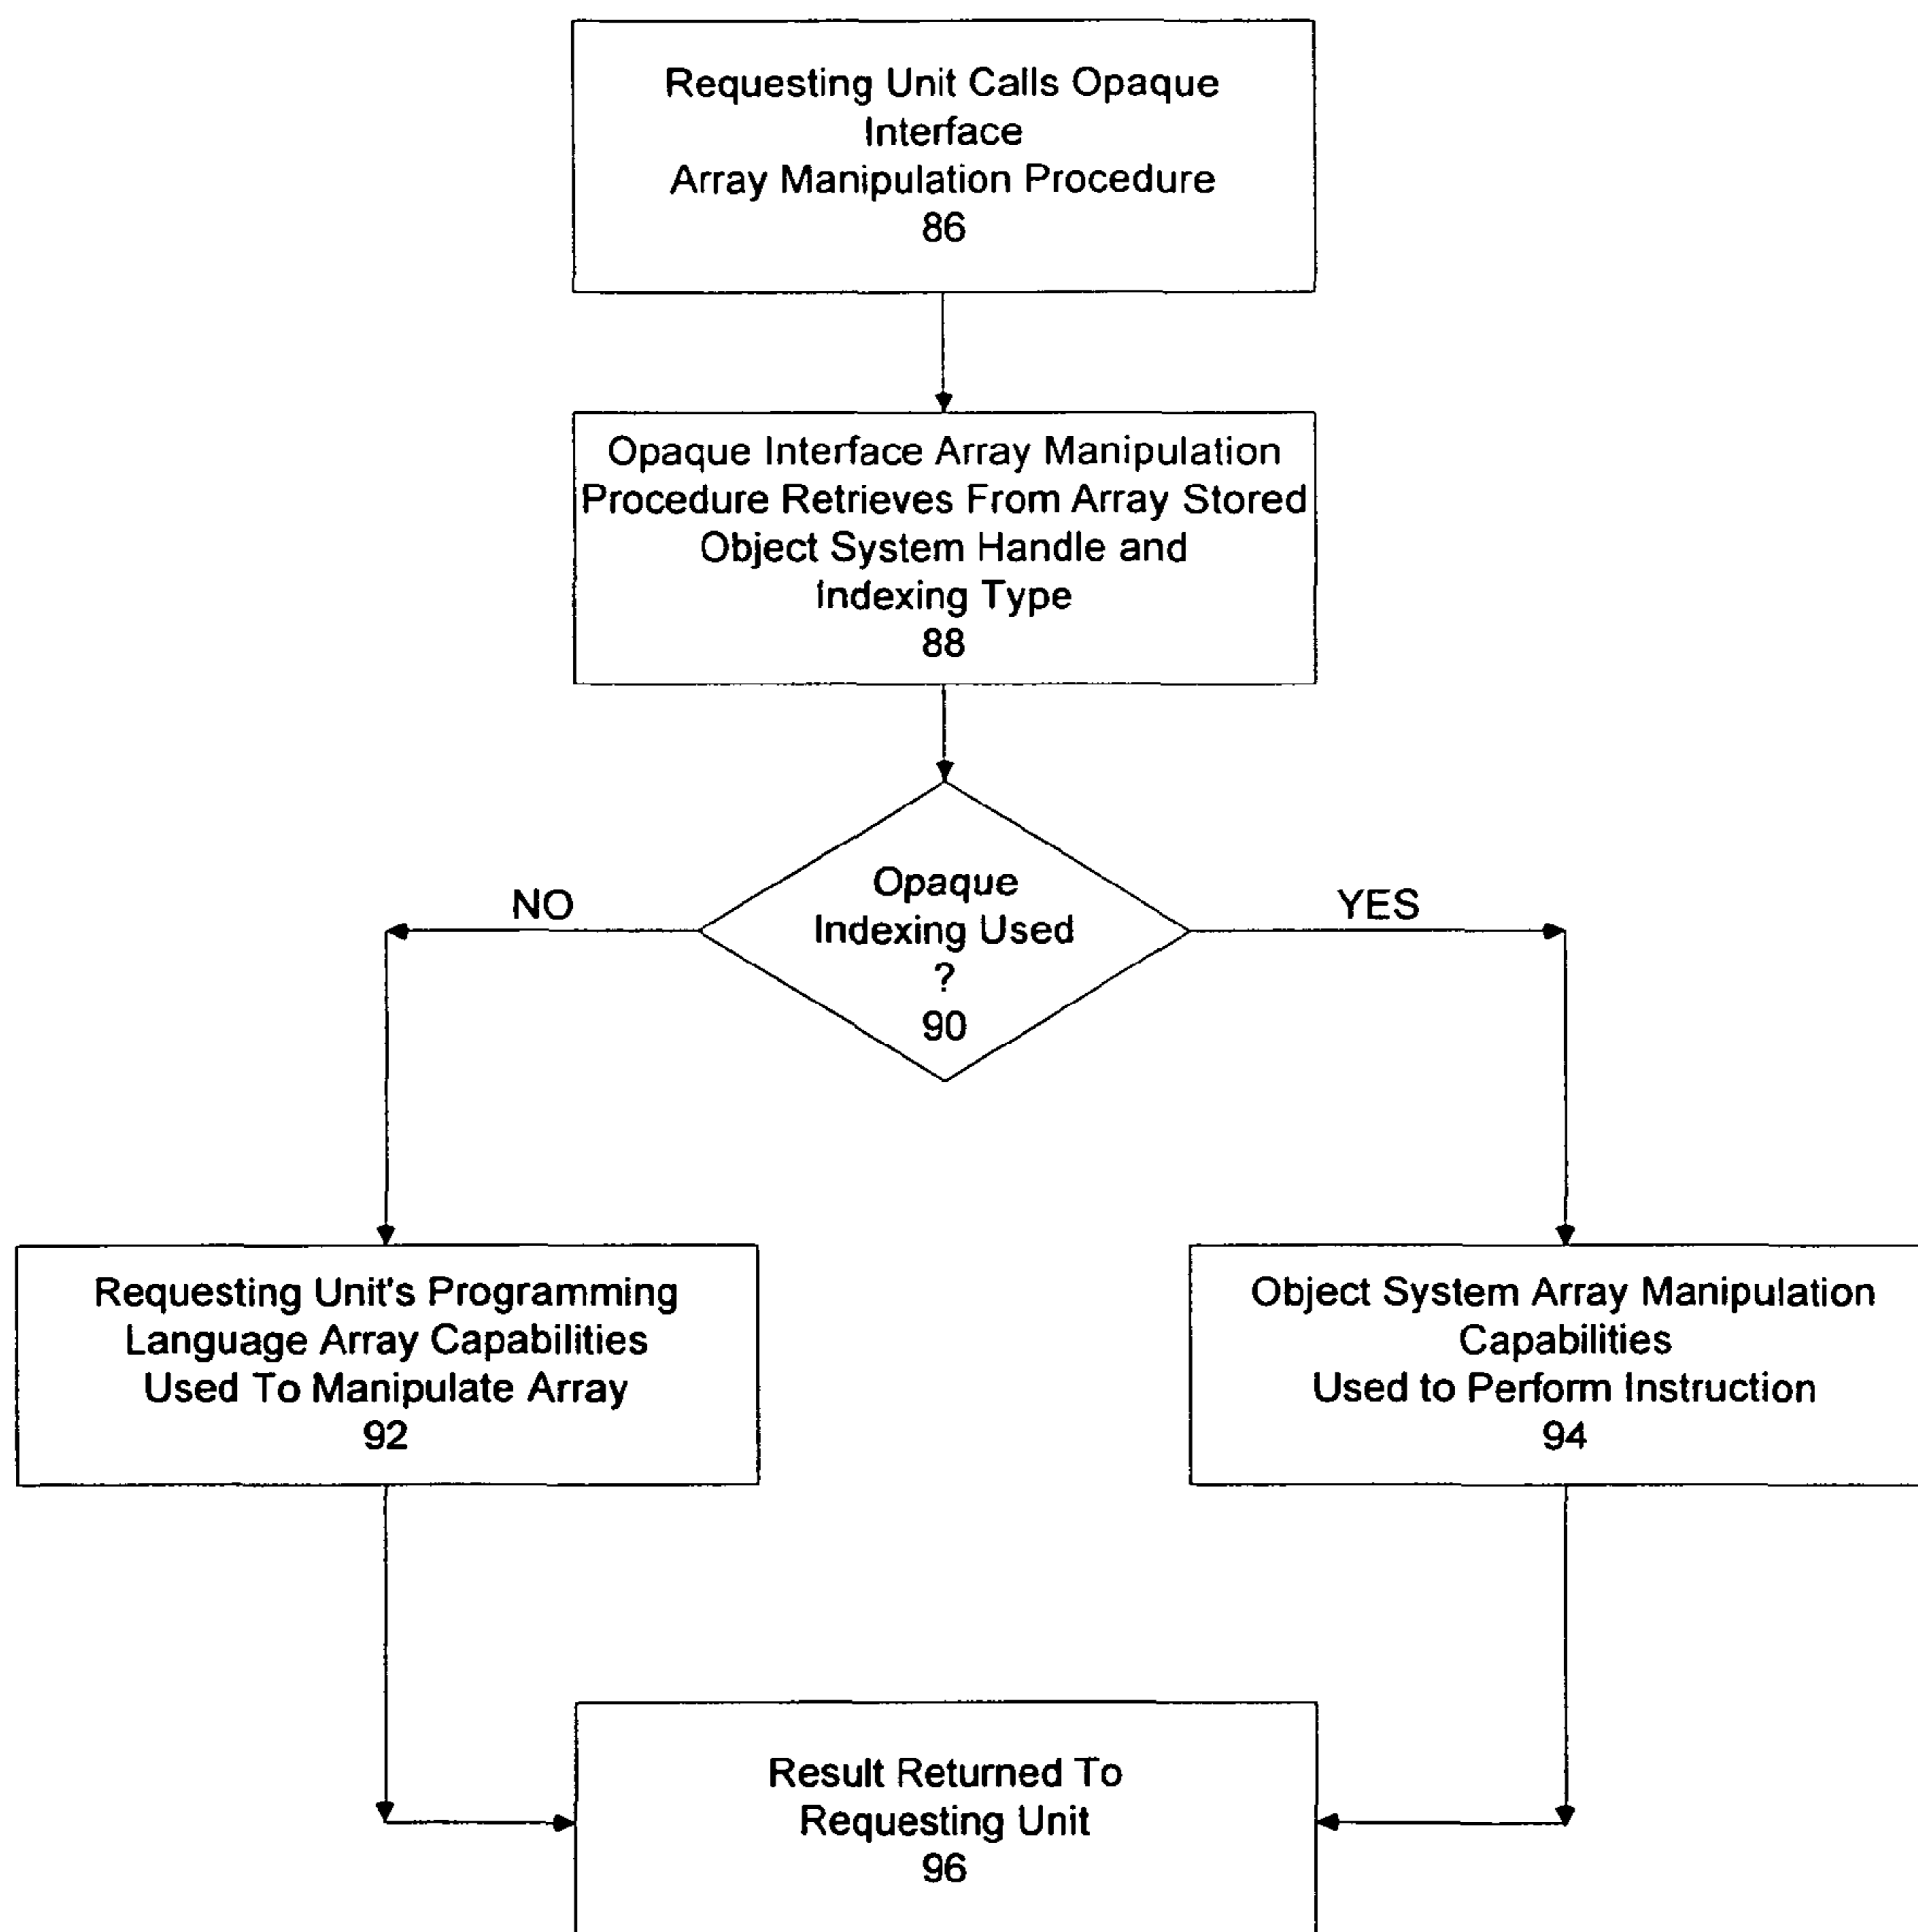 Requesting Unit Calls Opaque
Interface
Array Manipulation Procedure
86
Opaque Interface Array Manipulation
Procedure Retrieves From Array Stored
Object System Handle and
Indexing Type
88
Opaque
Indexing Used
?
90
NO
YES
Requesting Unit's Programming
Language Array Capabilities
Used To Manipulate Array
92
Object System Array Manipulation
Capabilities
Used to Perform Instruction
94
Result Returned To
Requesting Unit
96